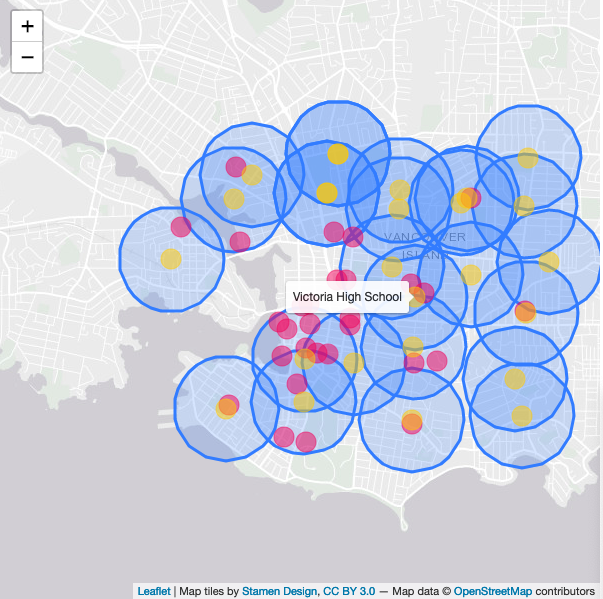 +
−
VANCOUVER
ISLAND
Victoria High School
Leaflet | Map tiles by Stamen Design, CC BY 3.0 — Map data © OpenStreetMap contributors